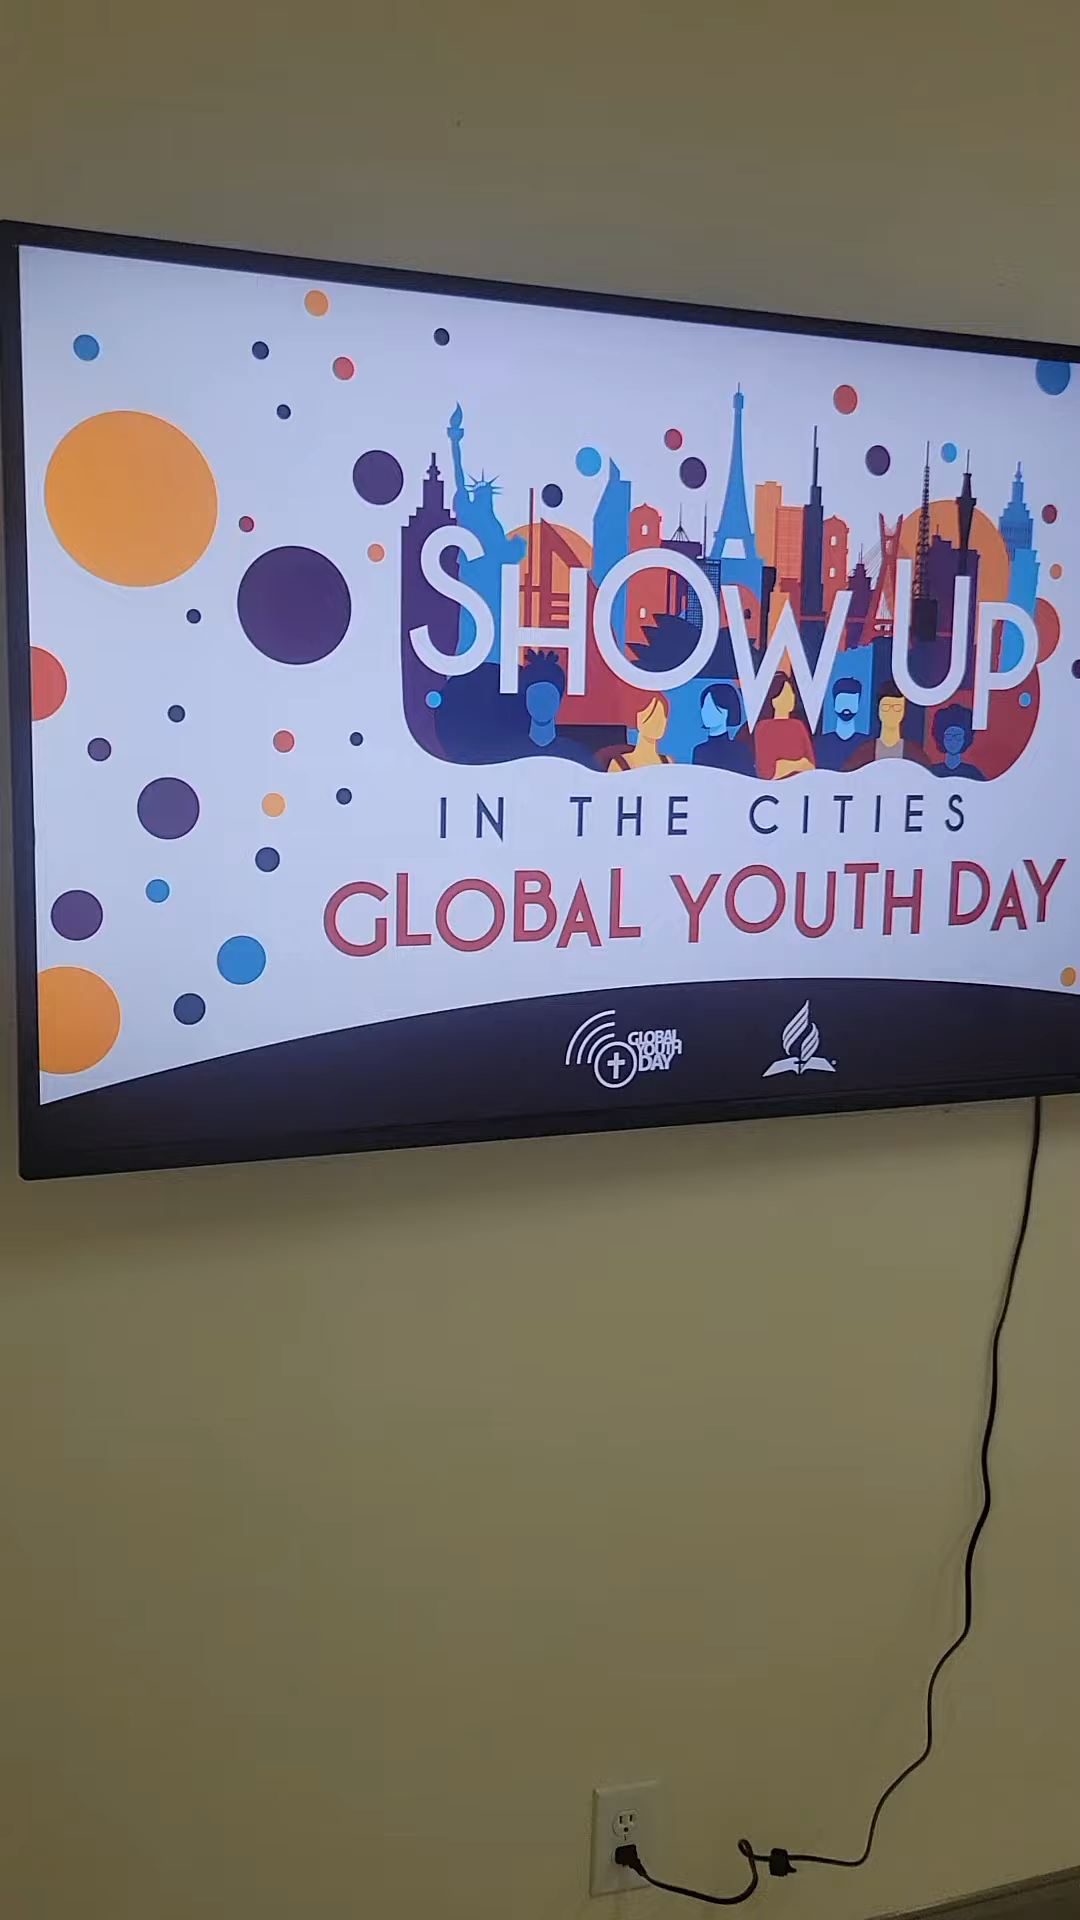 SHOW UP
IN THE CITIES
GLOBAL YOUTH DAY
GLOBAL
YOUTH
DAY